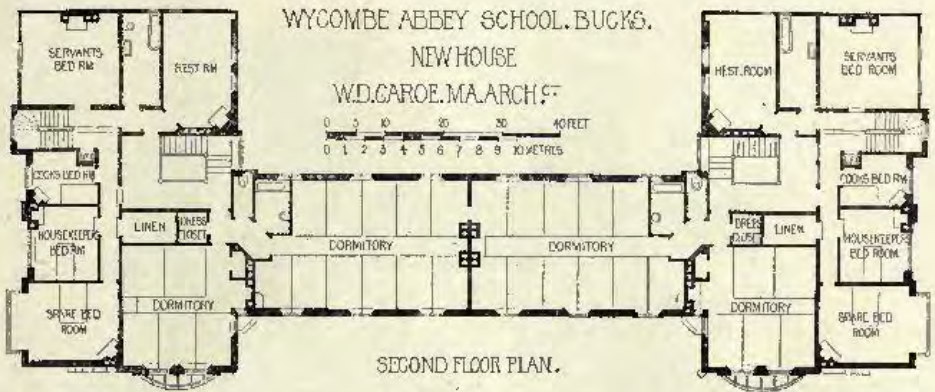 WYCOMBE ABBEY SCHOOL. BUCKS.
NEW HOUSE
W.D. CAROE. M.A. ARCHCT.
0 5 10 20 30 40 FEET
0 1 2 3 4 5 6 7 8 9 10 METRES
SERVANTS
BED RM
REST RM
COOKS BED RM
HOUSEKEEPERS
BED RM
LINEN
DRESS
CLOSET
SPARE BED
ROOM
DORMITORY
DORMITORY
DORMITORY
REST. ROOM
SERVANTS
BED ROOM
COOKS BED RM
DRESS
CLOSET
LINEN
HOUSEKEEPERS
BED ROOM
DORMITORY
SPARE BED
ROOM
SECOND FLOOR PLAN.